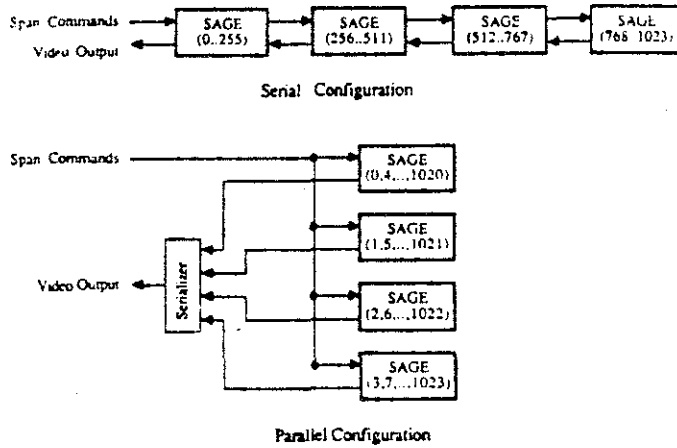 Span Commands
Video Output
SAGE
(0..255)
SAGE
(256..511)
SAGE
(512..767)
SAGE
(768..1023)
Serial Configuration
Span Commands
SAGE
(0,4,...,1020)
SAGE
(1,5,...,1021)
Video Output
Serializer
SAGE
(2,6,...,1022)
SAGE
(3,7,...,1023)
Parallel Configuration